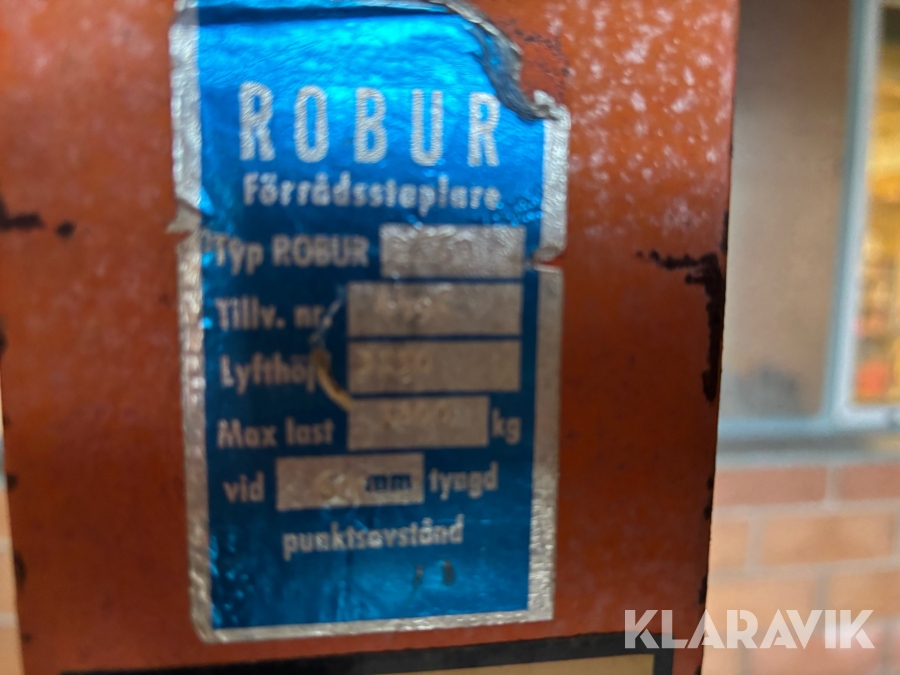 ROBUR
Förrådsstaplare
Typ ROBUR
Tillv. nr.
Lyfthöjd
Max last kg
vid mm tyngd
punktsavstånd
KLARAVIK